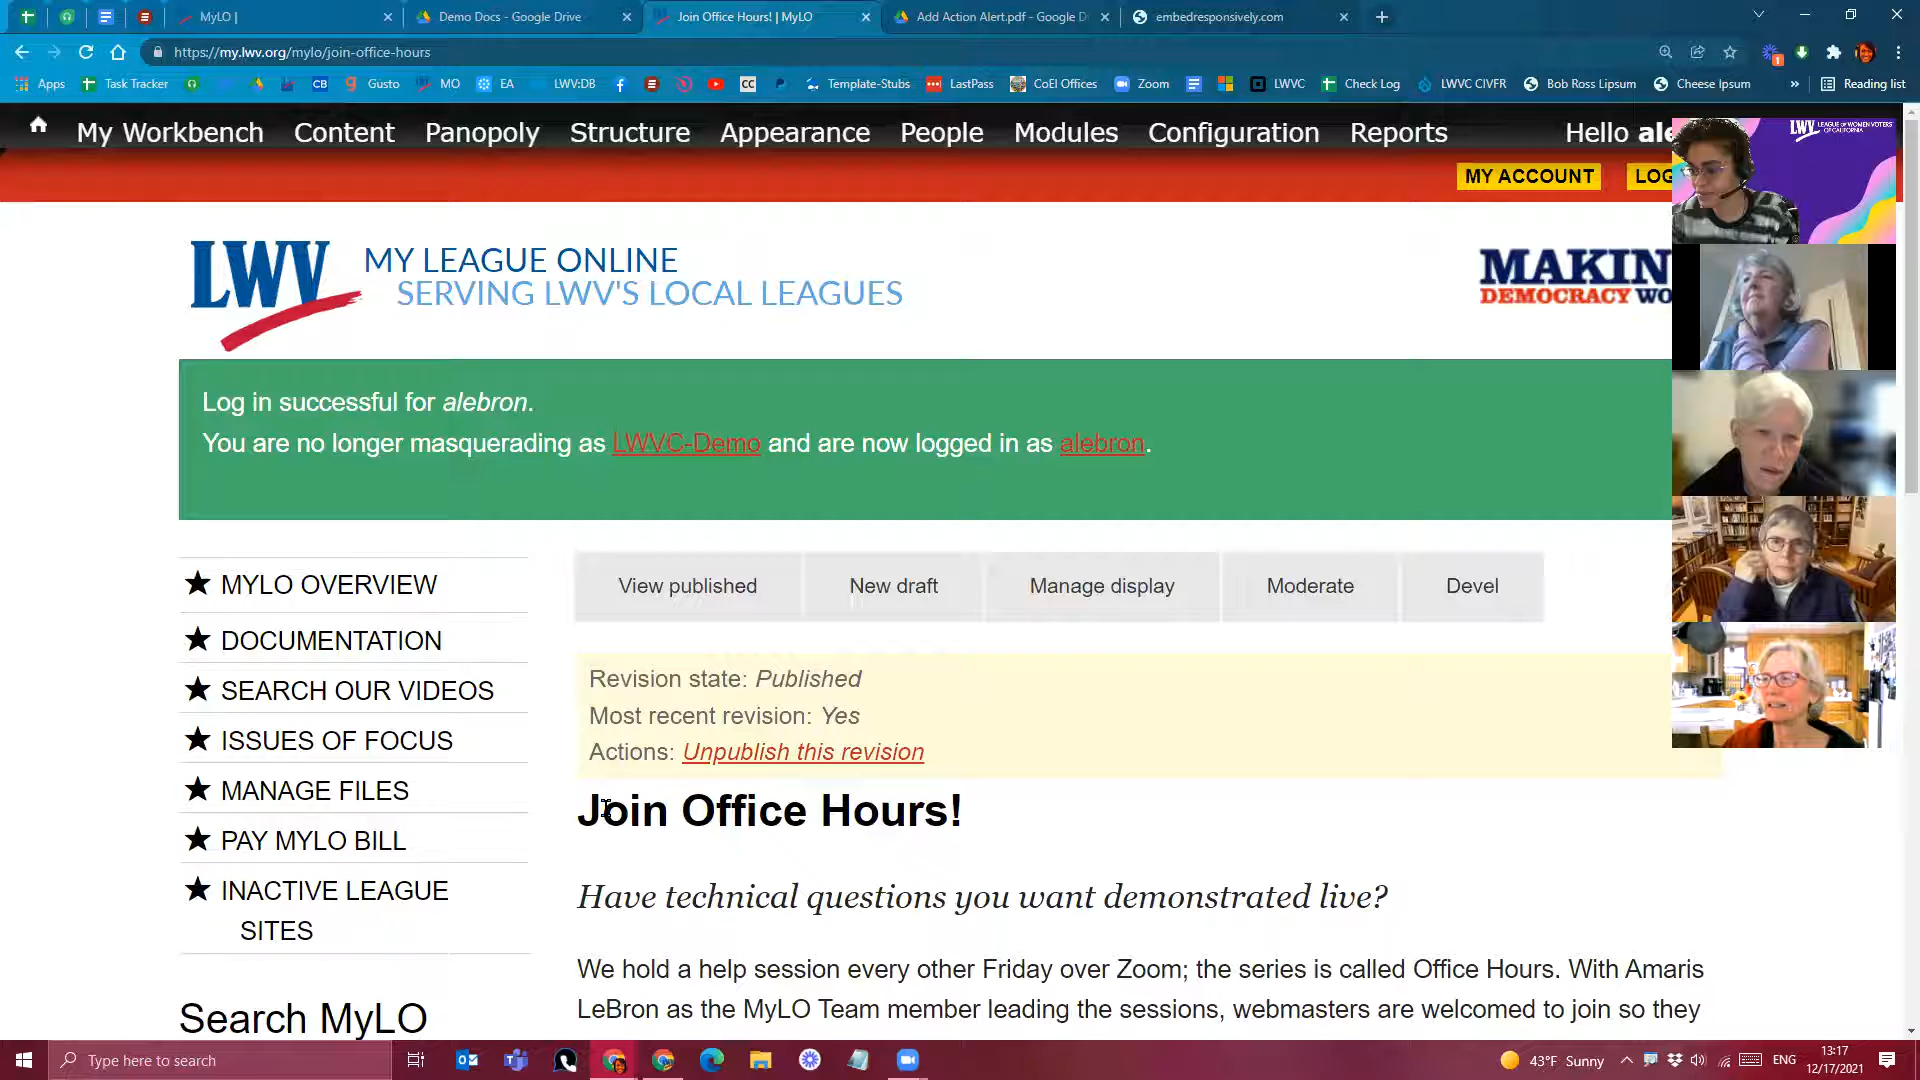 MyLO |
Demo Docs - Google Drive
Join Office Hours! | MyLO
Add Action Alert.pdf - Google D
embedresponsively.com
https://my.lwv.org/mylo/join-office-hours
Apps
Task Tracker
CB
Gusto
MO
EA
LWV:DB
CC
Template-Stubs
LastPass
CoEI Offices
Zoom
LWVC
Check Log
LWVC CIVFR
Bob Ross Lipsum
Cheese Ipsum
»
Reading list
My Workbench Content Panopoly Structure Appearance People Modules Configuration Reports Hello ale
LWV LEAGUE OF WOMEN VOTERS
OF CALIFORNIA
MY ACCOUNT LOG
LWV MY LEAGUE ONLINE
SERVING LWV'S LOCAL LEAGUES
MAKIN
DEMOCRACY WO
Log in successful for alebron.
You are no longer masquerading as LWVC-Demo and are now logged in as alebron.
View published New draft Manage display Moderate Devel
★ MYLO OVERVIEW
★ DOCUMENTATION
★ SEARCH OUR VIDEOS
★ ISSUES OF FOCUS
★ MANAGE FILES
★ PAY MYLO BILL
★ INACTIVE LEAGUE
SITES
Search MyLO
Revision state: Published
Most recent revision: Yes
Actions: Unpublish this revision
Join Office Hours!
Have technical questions you want demonstrated live?
We hold a help session every other Friday over Zoom; the series is called Office Hours. With Amaris
LeBron as the MyLO Team member leading the sessions, webmasters are welcomed to join so they
Type here to search
43°F Sunny
ENG
13:17
12/17/2021